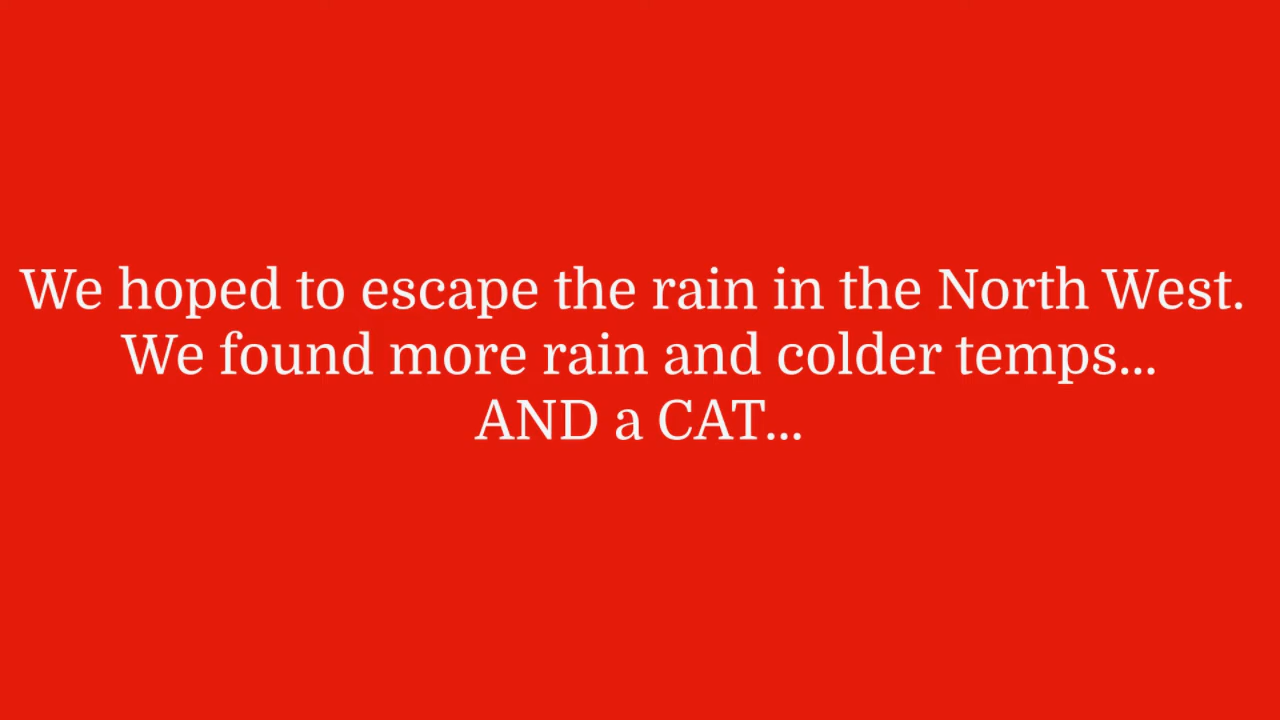 We hoped to escape the rain in the North West.
We found more rain and colder temps...
AND a CAT...